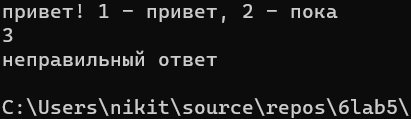 привет! 1 - привет, 2 - пока
3
неправильный ответ
C:\Users\nikit\source\repos\6lab5\